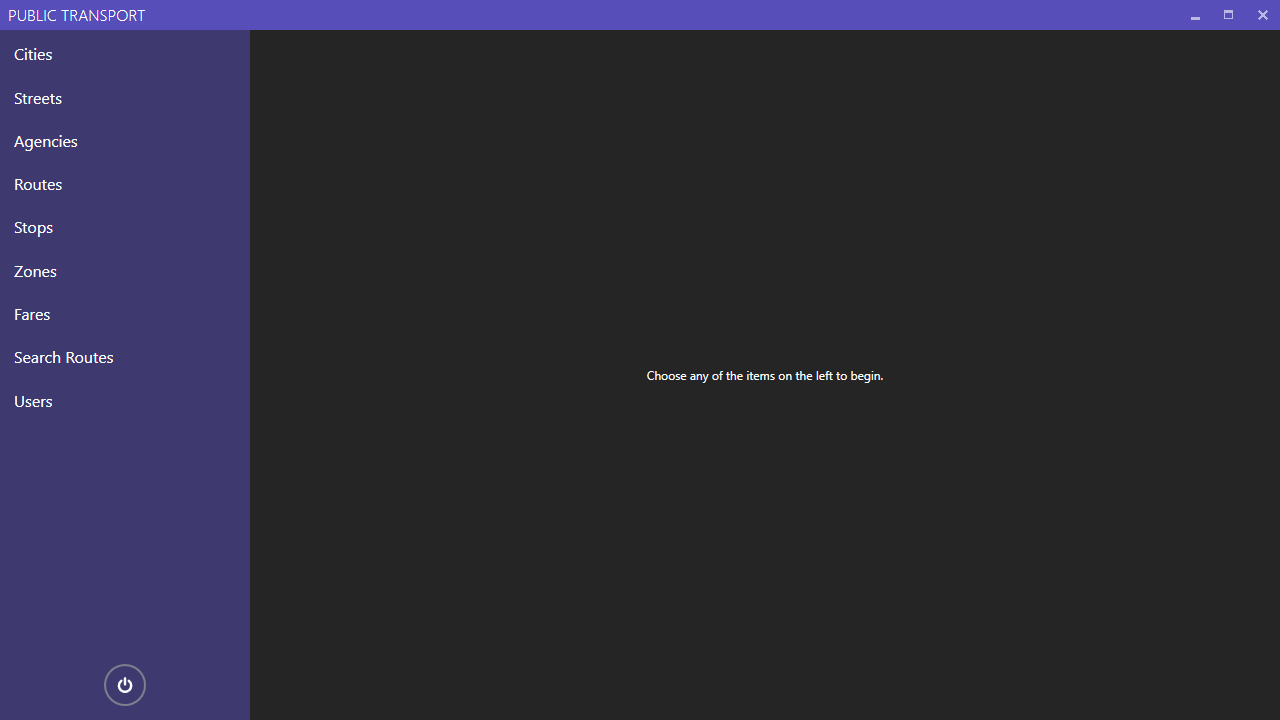 PUBLIC TRANSPORT
Cities
Streets
Agencies
Routes
Stops
Zones
Fares
Search Routes
Users
Choose any of the items on the left to begin.